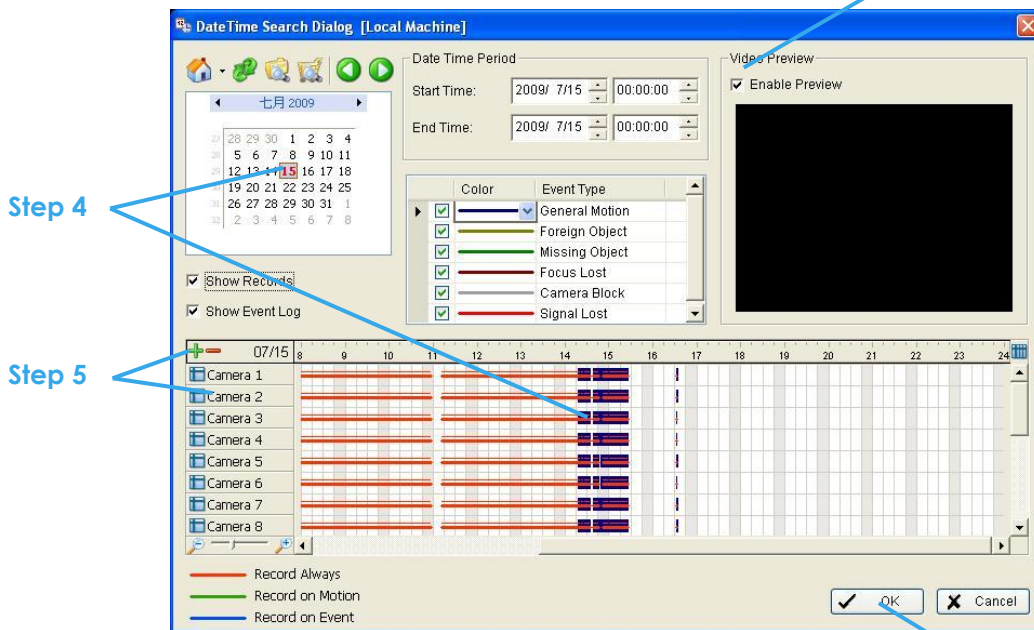 DateTime Search Dialog [Local Machine]
Date Time Period
Start Time: 2009/ 7/15 00:00:00
End Time: 2009/ 7/15 00:00:00
Video Preview
Enable Preview
七月 2009
27 28 29 30 1 2 3 4
28 5 6 7 8 9 10 11
29 12 13 14 15 16 17 18
19 20 21 22 23 24 25
31 26 27 28 29 30 31 1
32 2 3 4 5 6 7 8
Step 4
Show Records
Show Event Log
Color Event Type
General Motion
Foreign Object
Missing Object
Focus Lost
Camera Block
Signal Lost
Step 5
07/15 8 9 10 11 12 13 14 15 16 17 18 19 20 21 22 23 24
Camera 1
Camera 2
Camera 3
Camera 4
Camera 5
Camera 6
Camera 7
Camera 8
Record Always
Record on Motion
Record on Event
OK
Cancel